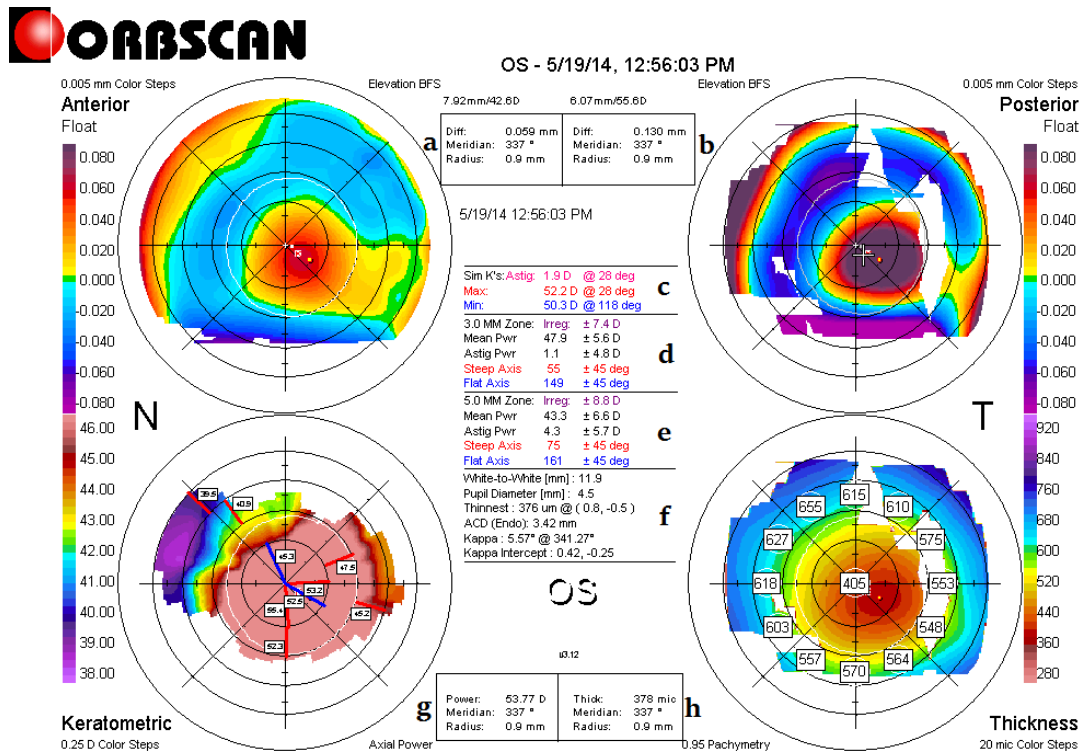 ORBSCAN
OS - 5/19/14, 12:56:03 PM
0.005 mm Color Steps
Elevation BFS
Anterior
Float
0.080
0.060
0.040
0.020
0.000
-0.020
-0.040
-0.060
-0.080
7.92mm/42.6D
6.07mm/55.6D
a
Diff: 0.059 mm
Meridian: 337 °
Radius: 0.9 mm
Diff: 0.130 mm
Meridian: 337 °
Radius: 0.9 mm
b
Elevation BFS
0.005 mm Color Steps
Posterior
Float
0.080
0.060
0.040
0.020
0.000
-0.020
-0.040
-0.060
-0.080
5/19/14 12:56:03 PM
Sim K's: Astig: 1.9 D @ 28 deg
Max: 52.2 D @ 28 deg
Min: 50.3 D @ 118 deg
c
3.0 MM Zone: Irreg: ± 7.4 D
Mean Pwr 47.9 ± 5.6 D
Astig Pwr 1.1 ± 4.8 D
Steep Axis 55 ± 45 deg
Flat Axis 149 ± 45 deg
d
5.0 MM Zone: Irreg: ± 8.8 D
Mean Pwr 43.3 ± 6.6 D
Astig Pwr 4.3 ± 5.7 D
Steep Axis 75 ± 45 deg
Flat Axis 161 ± 45 deg
e
White-to-White [mm] : 11.9
Pupil Diameter [mm] : 4.5
Thinnest : 376 um @ ( 0.8, -0.5 )
ACD (Endo): 3.42 mm
Kappa : 5.57° @ 341.27°
Kappa Intercept : 0.42, -0.25
f
OS
N
T
46.00
45.00
44.00
43.00
42.00
41.00
40.00
39.00
38.00
39.5
40.9
45.3
47.5
53.2
52.5
55.4
45.2
52.3
920
840
760
680
600
520
440
360
280
615
655
610
627
575
618
405
553
603
548
557
564
570
g
Power: 53.77 D
Meridian: 337 °
Radius: 0.9 mm
Thick: 378 mic
Meridian: 337 °
Radius: 0.9 mm
h
Keratometric
0.25 D Color Steps
Axial Power
0.95 Pachymetry
Thickness
20 mic Color Steps